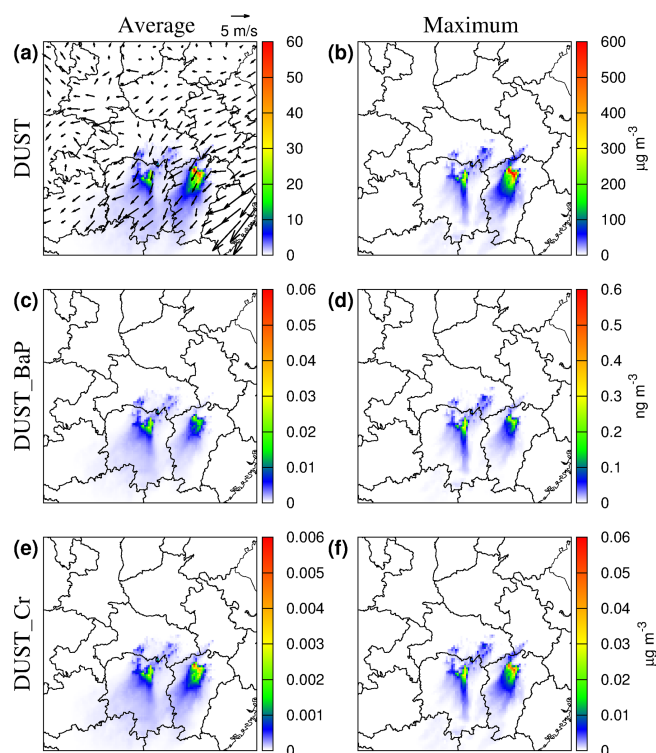 Average
5 m/s
Maximum
(a)
DUST
60
50
40
30
20
10
0
(b)
600
500
400
300
200
100
0
µg m⁻³
(c)
DUST_BaP
0.06
0.05
0.04
0.03
0.02
0.01
0
(d)
0.6
0.5
0.4
0.3
0.2
0.1
0
ng m⁻³
(e)
DUST_Cr
0.006
0.005
0.004
0.003
0.002
0.001
0
(f)
0.06
0.05
0.04
0.03
0.02
0.01
0
µg m⁻³